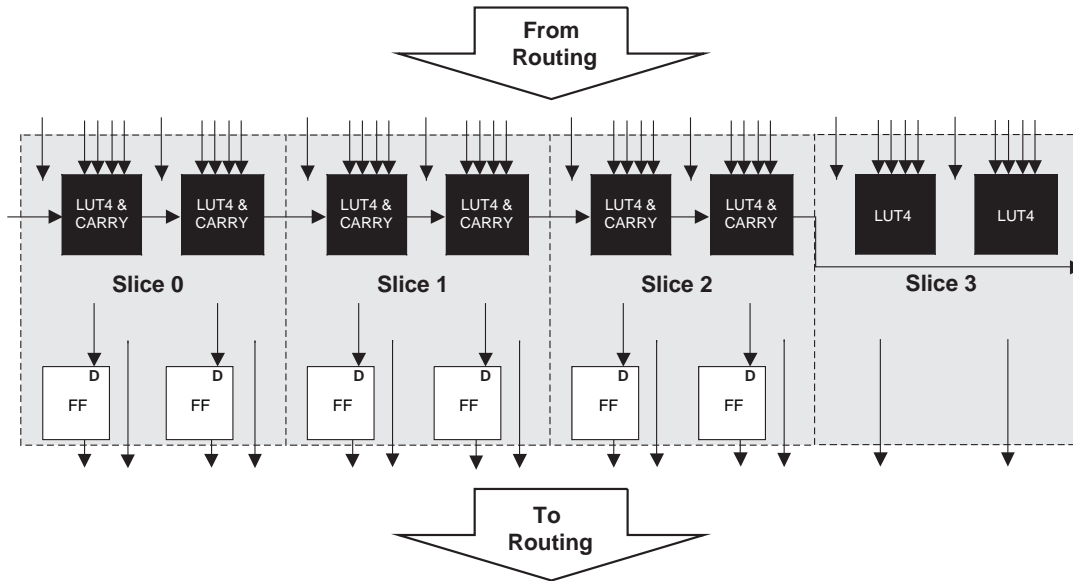 From
Routing
LUT4 &
CARRY
LUT4 &
CARRY
LUT4 &
CARRY
LUT4 &
CARRY
LUT4 &
CARRY
LUT4 &
CARRY
LUT4
LUT4
Slice 0
Slice 1
Slice 2
Slice 3
D
FF
D
FF
D
FF
D
FF
D
FF
D
FF
To
Routing